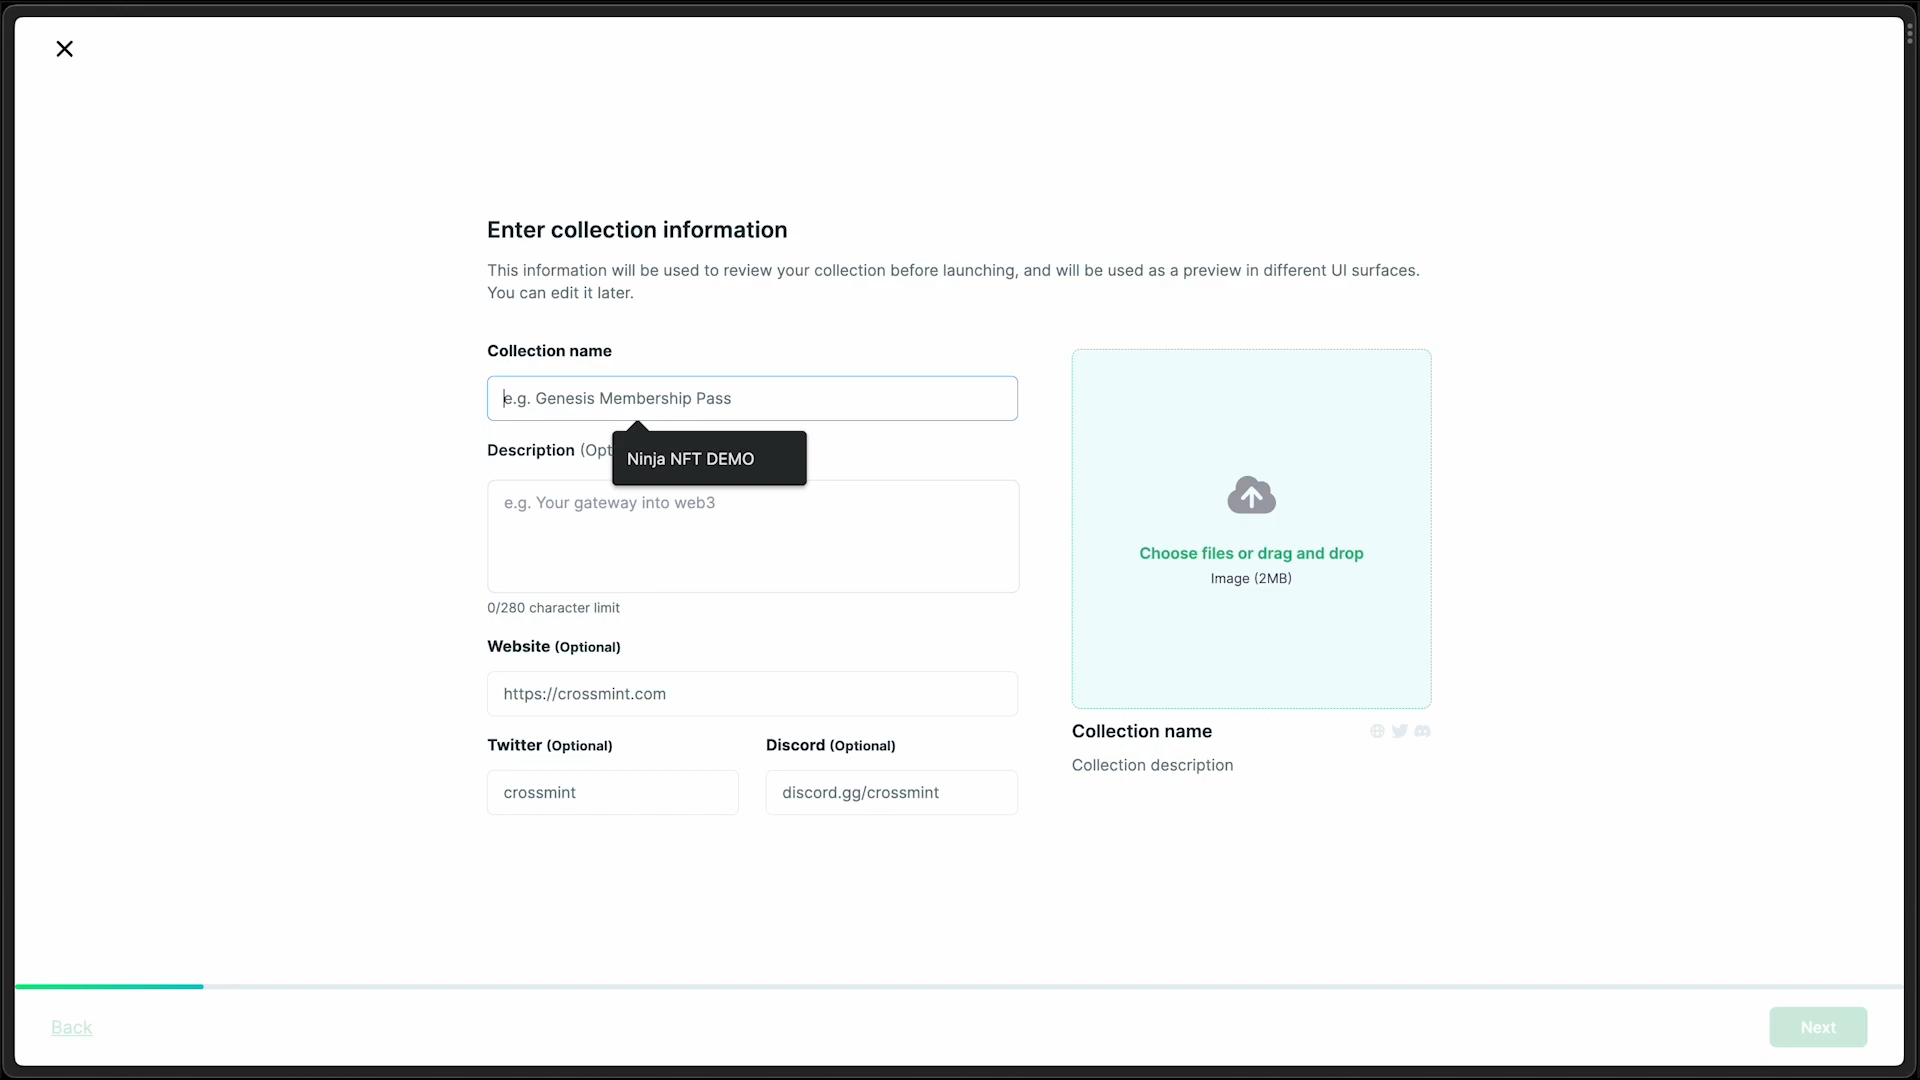 Enter collection information
This information will be used to review your collection before launching, and will be used as a preview in different UI surfaces.
You can edit it later.
Collection name
e.g. Genesis Membership Pass
Description (Opt
Ninja NFT DEMO
e.g. Your gateway into web3
0/280 character limit
Website (Optional)
https://crossmint.com
Twitter (Optional)
crossmint
Discord (Optional)
discord.gg/crossmint
Choose files or drag and drop
Image (2MB)
Collection name
Collection description
Back
Next